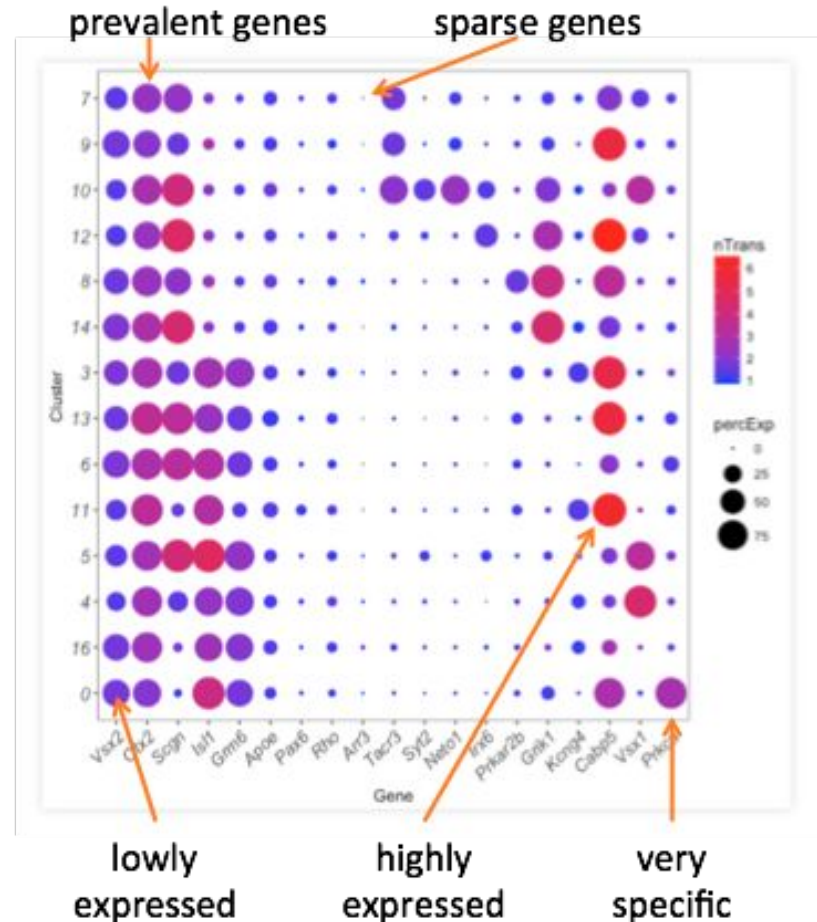 prevalent genes
sparse genes
7
9
10
12
8
14
3
13
6
11
5
4
16
0
Cluster
nTrans
6
5
4
3
2
1
percExp
0
25
50
75
Vsx2
Otx2
Scgn
Isl1
Grm6
Apoe
Pax6
Rho
Arr3
Tacr3
Syt2
Neto1
Irx6
Prkar2b
Grik1
Kcng4
Cabp5
Vsx1
Gene
lowly
expressed
highly
expressed
very
specific